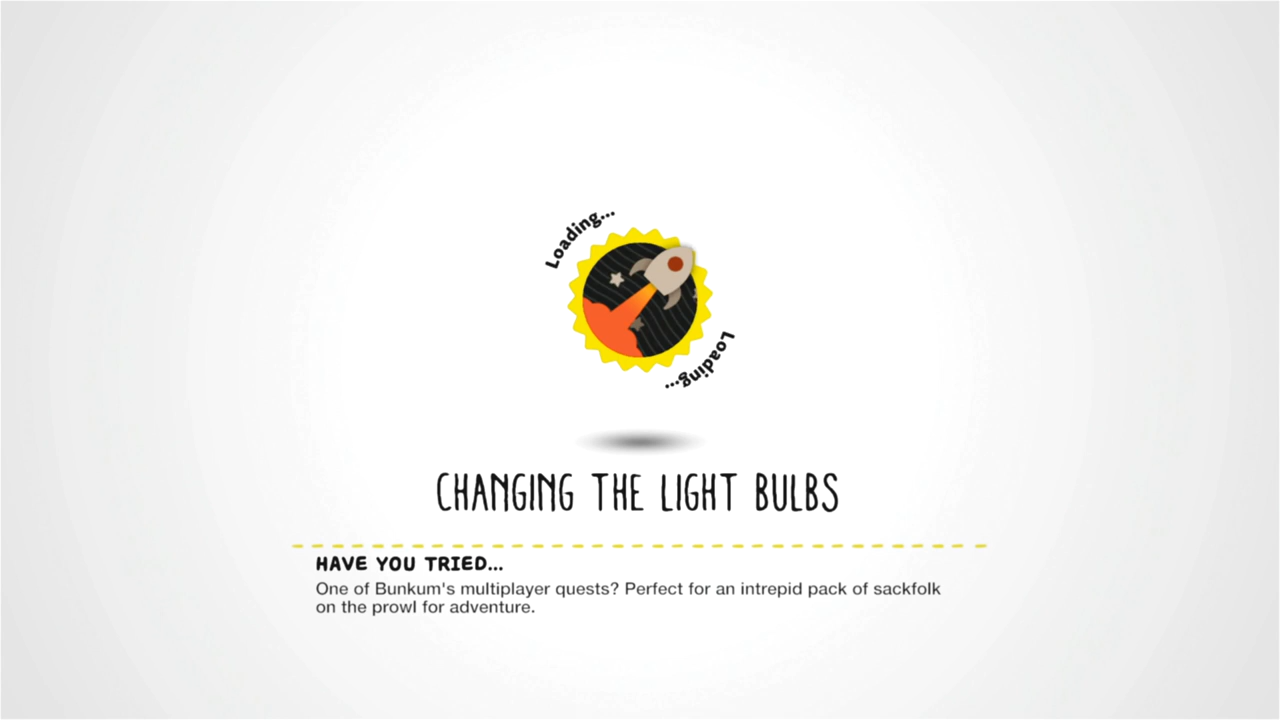 Loading...
Loading...
CHANGING THE LIGHT BULBS
HAVE YOU TRIED...
One of Bunkum's multiplayer quests? Perfect for an intrepid pack of sackfolk
on the prowl for adventure.